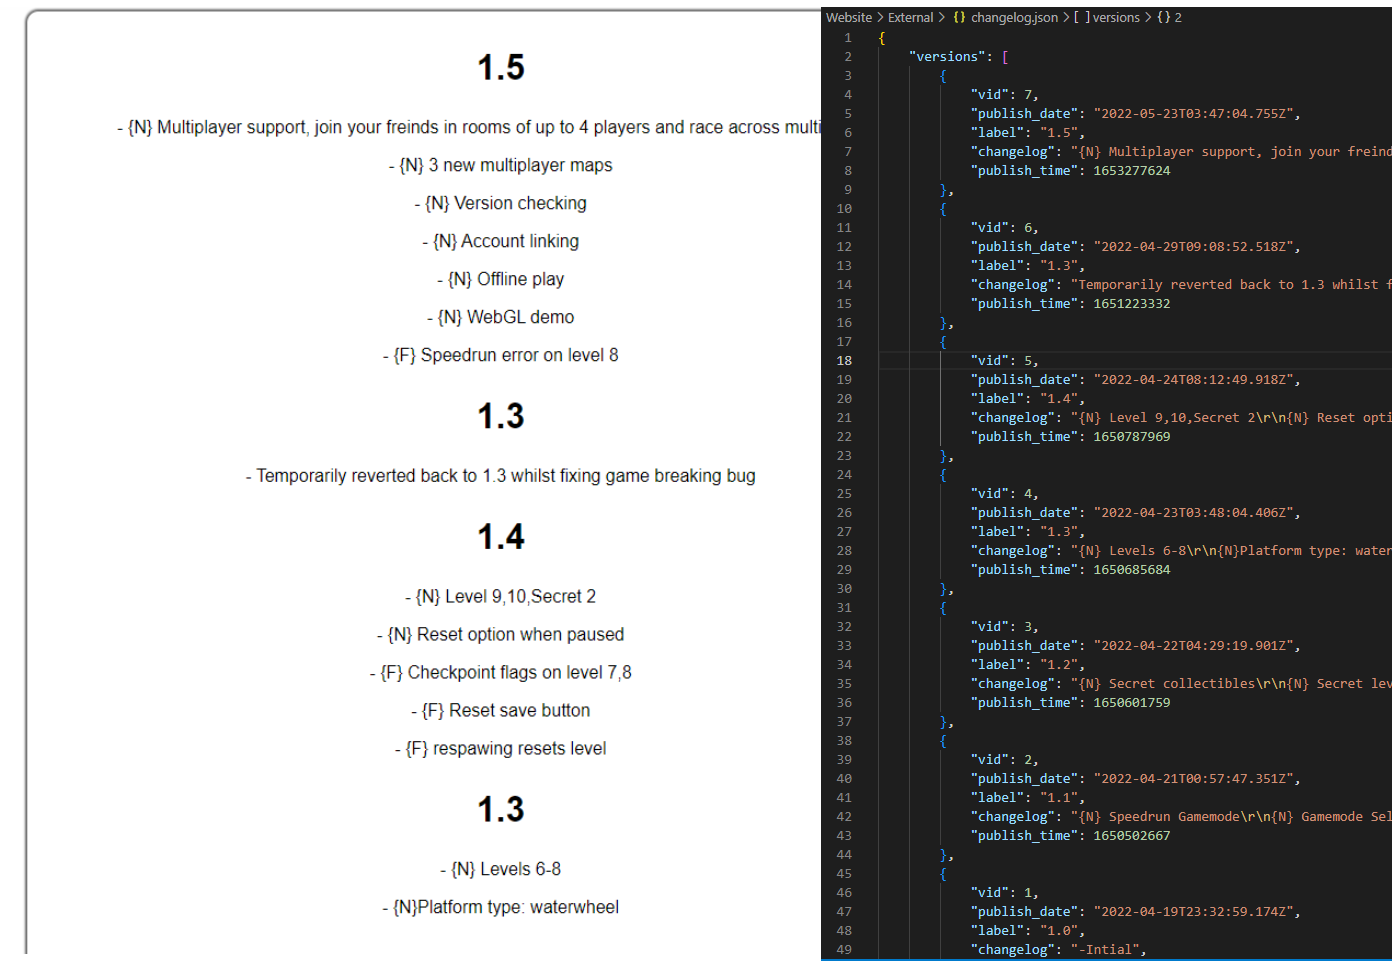 1.5
- {N} Multiplayer support, join your freinds in rooms of up to 4 players and race across multi
- {N} 3 new multiplayer maps
- {N} Version checking
- {N} Account linking
- {N} Offline play
- {N} WebGL demo
- {F} Speedrun error on level 8
1.3
- Temporarily reverted back to 1.3 whilst fixing game breaking bug
1.4
- {N} Level 9,10,Secret 2
- {N} Reset option when paused
- {F} Checkpoint flags on level 7,8
- {F} Reset save button
- {F} respawing resets level
1.3
- {N} Levels 6-8
- {N}Platform type: waterwheel
Website > External > {} changelog.json > [ ] versions > {} 2
1 {
2 "versions": [
3 {
4 "vid": 7,
5 "publish_date": "2022-05-23T03:47:04.755Z",
6 "label": "1.5",
7 "changelog": "{N} Multiplayer support, join your freind
8 "publish_time": 1653277624
9 },
10 {
11 "vid": 6,
12 "publish_date": "2022-04-29T09:08:52.518Z",
13 "label": "1.3",
14 "changelog": "Temporarily reverted back to 1.3 whilst f
15 "publish_time": 1651223332
16 },
17 {
18 "vid": 5,
19 "publish_date": "2022-04-24T08:12:49.918Z",
20 "label": "1.4",
21 "changelog": "{N} Level 9,10,Secret 2\r\n{N} Reset opti
22 "publish_time": 1650787969
23 },
24 {
25 "vid": 4,
26 "publish_date": "2022-04-23T03:48:04.406Z",
27 "label": "1.3",
28 "changelog": "{N} Levels 6-8\r\n{N}Platform type: water
29 "publish_time": 1650685684
30 },
31 {
32 "vid": 3,
33 "publish_date": "2022-04-22T04:29:19.901Z",
34 "label": "1.2",
35 "changelog": "{N} Secret collectibles\r\n{N} Secret lev
36 "publish_time": 1650601759
37 },
38 {
39 "vid": 2,
40 "publish_date": "2022-04-21T00:57:47.351Z",
41 "label": "1.1",
42 "changelog": "{N} Speedrun Gamemode\r\n{N} Gamemode Sel
43 "publish_time": 1650502667
44 },
45 {
46 "vid": 1,
47 "publish_date": "2022-04-19T23:32:59.174Z",
48 "label": "1.0",
49 "changelog": "-Intial",